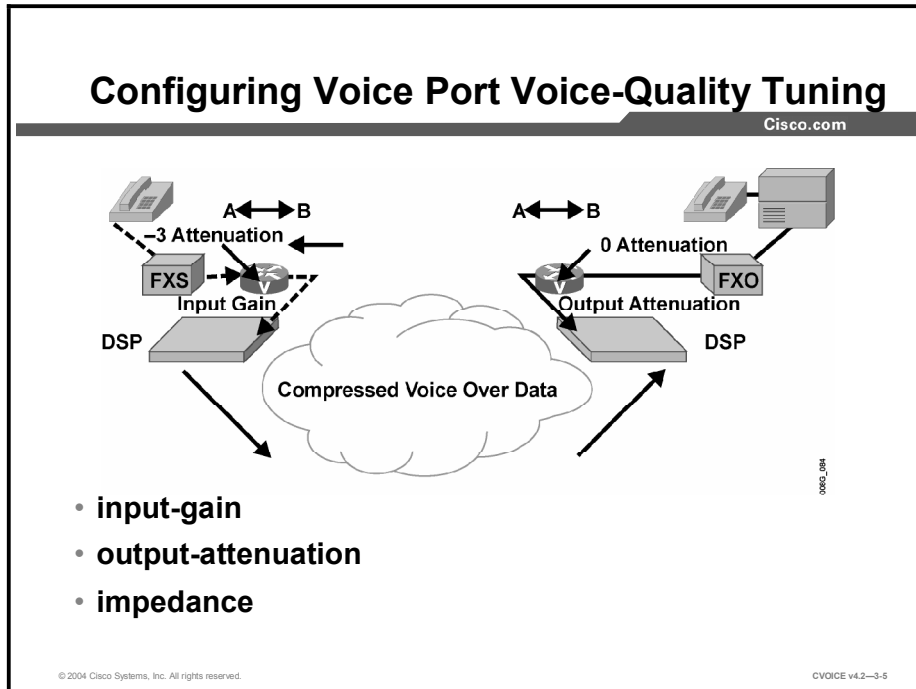 Configuring Voice Port Voice-Quality Tuning
Cisco.com
A B
–3 Attenuation
FXS
V
Input Gain
DSP
A B
0 Attenuation
V
FXO
Output Attenuation
DSP
Compressed Voice Over Data
008G_084
• input-gain
• output-attenuation
• impedance
© 2004 Cisco Systems, Inc. All rights reserved.
CVOICE v4.2—3-5